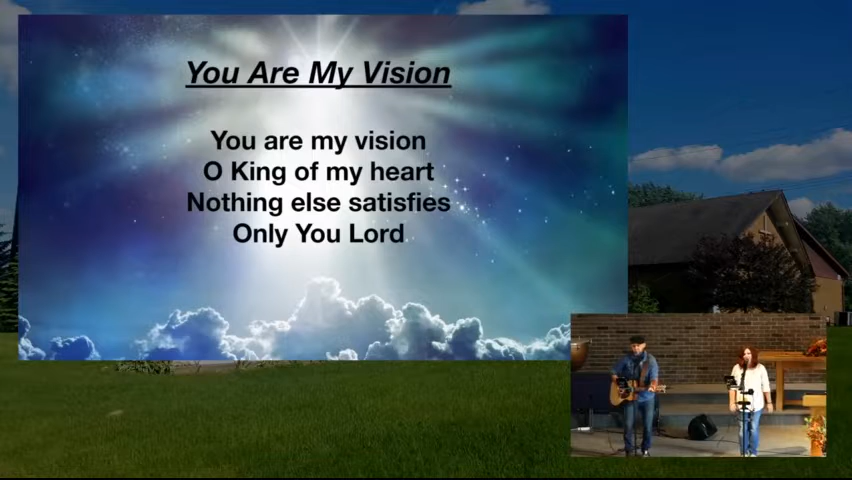 You Are My Vision
You are my vision
O King of my heart
Nothing else satisfies
Only You Lord